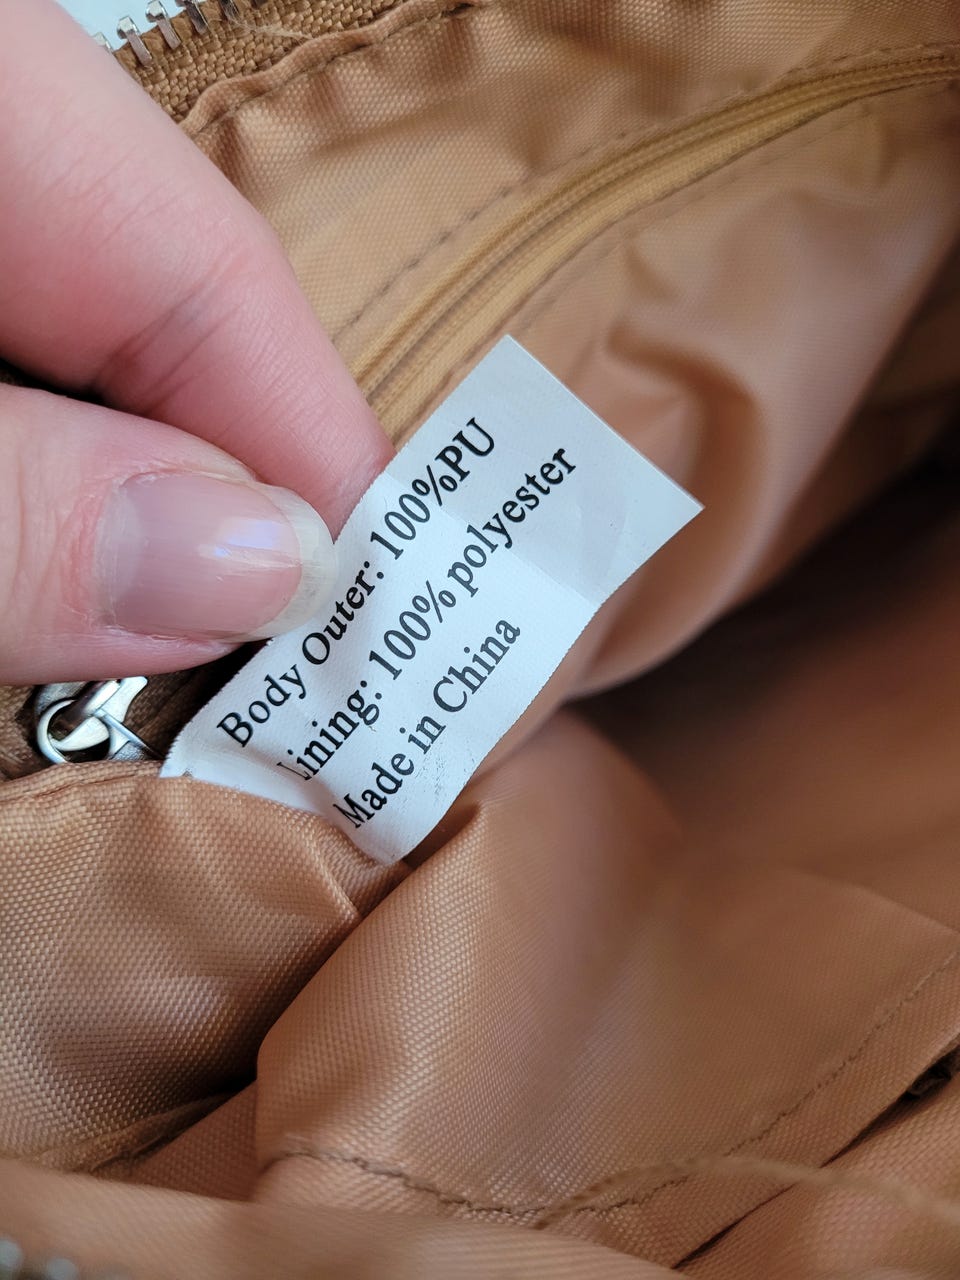 Body Outer: 100%PU
Lining: 100% polyester
Made in China